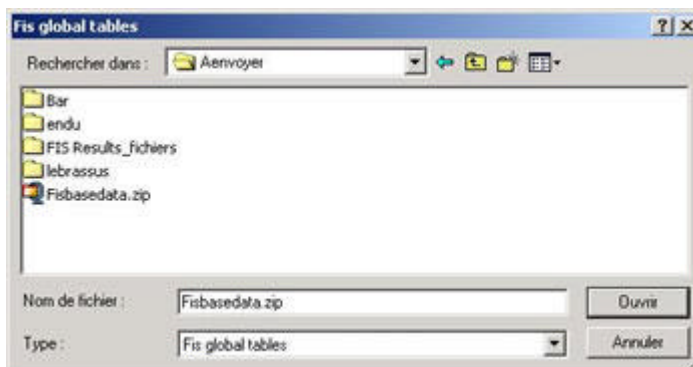 Fis global tables
Rechercher dans : Aenvoyer
Bar
endu
FIS Results_fichiers
lebrassus
Fisbasedata.zip
Nom de fichier : Fisbasedata.zip Ouvrir
Type : Fis global tables Annuler